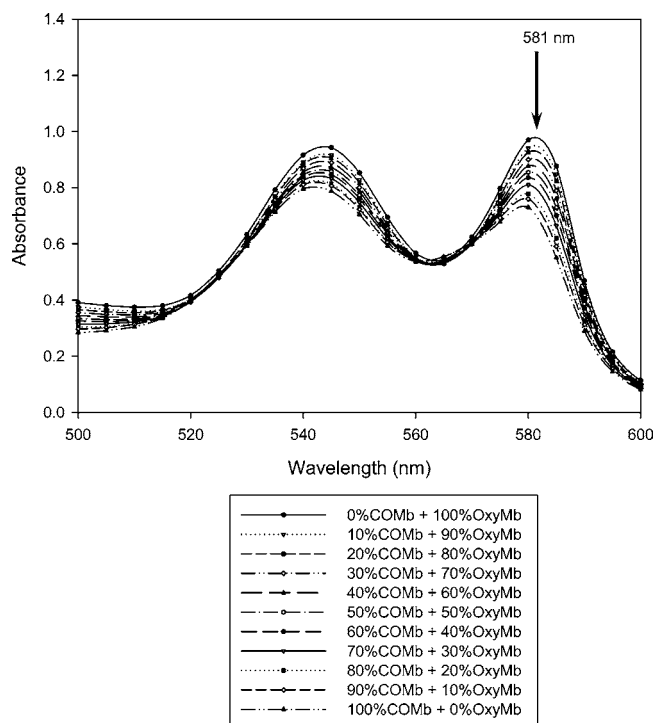 1.4
1.2
1.0
0.8
0.6
0.4
0.2
0.0
Absorbance
581 nm
500
520
540
560
580
600
Wavelength (nm)
0%COMb + 100%OxyMb
10%COMb + 90%OxyMb
20%COMb + 80%OxyMb
30%COMb + 70%OxyMb
40%COMb + 60%OxyMb
50%COMb + 50%OxyMb
60%COMb + 40%OxyMb
70%COMb + 30%OxyMb
80%COMb + 20%OxyMb
90%COMb + 10%OxyMb
100%COMb + 0%OxyMb